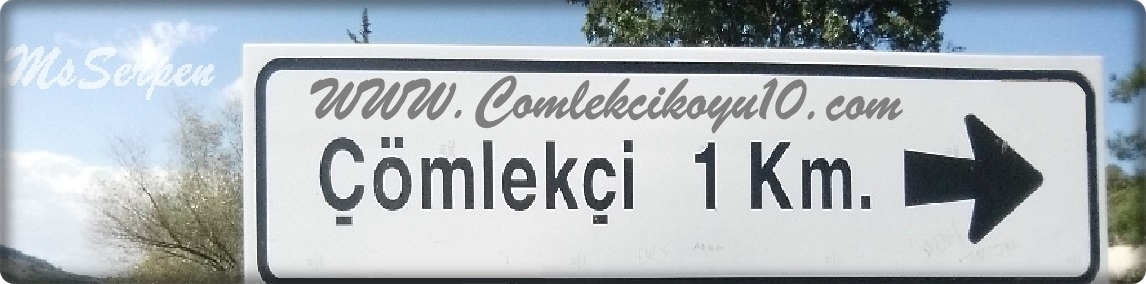 MsSerpen
WWW.Comlekcikoyu10.com
Çömlekçi 1 Km.